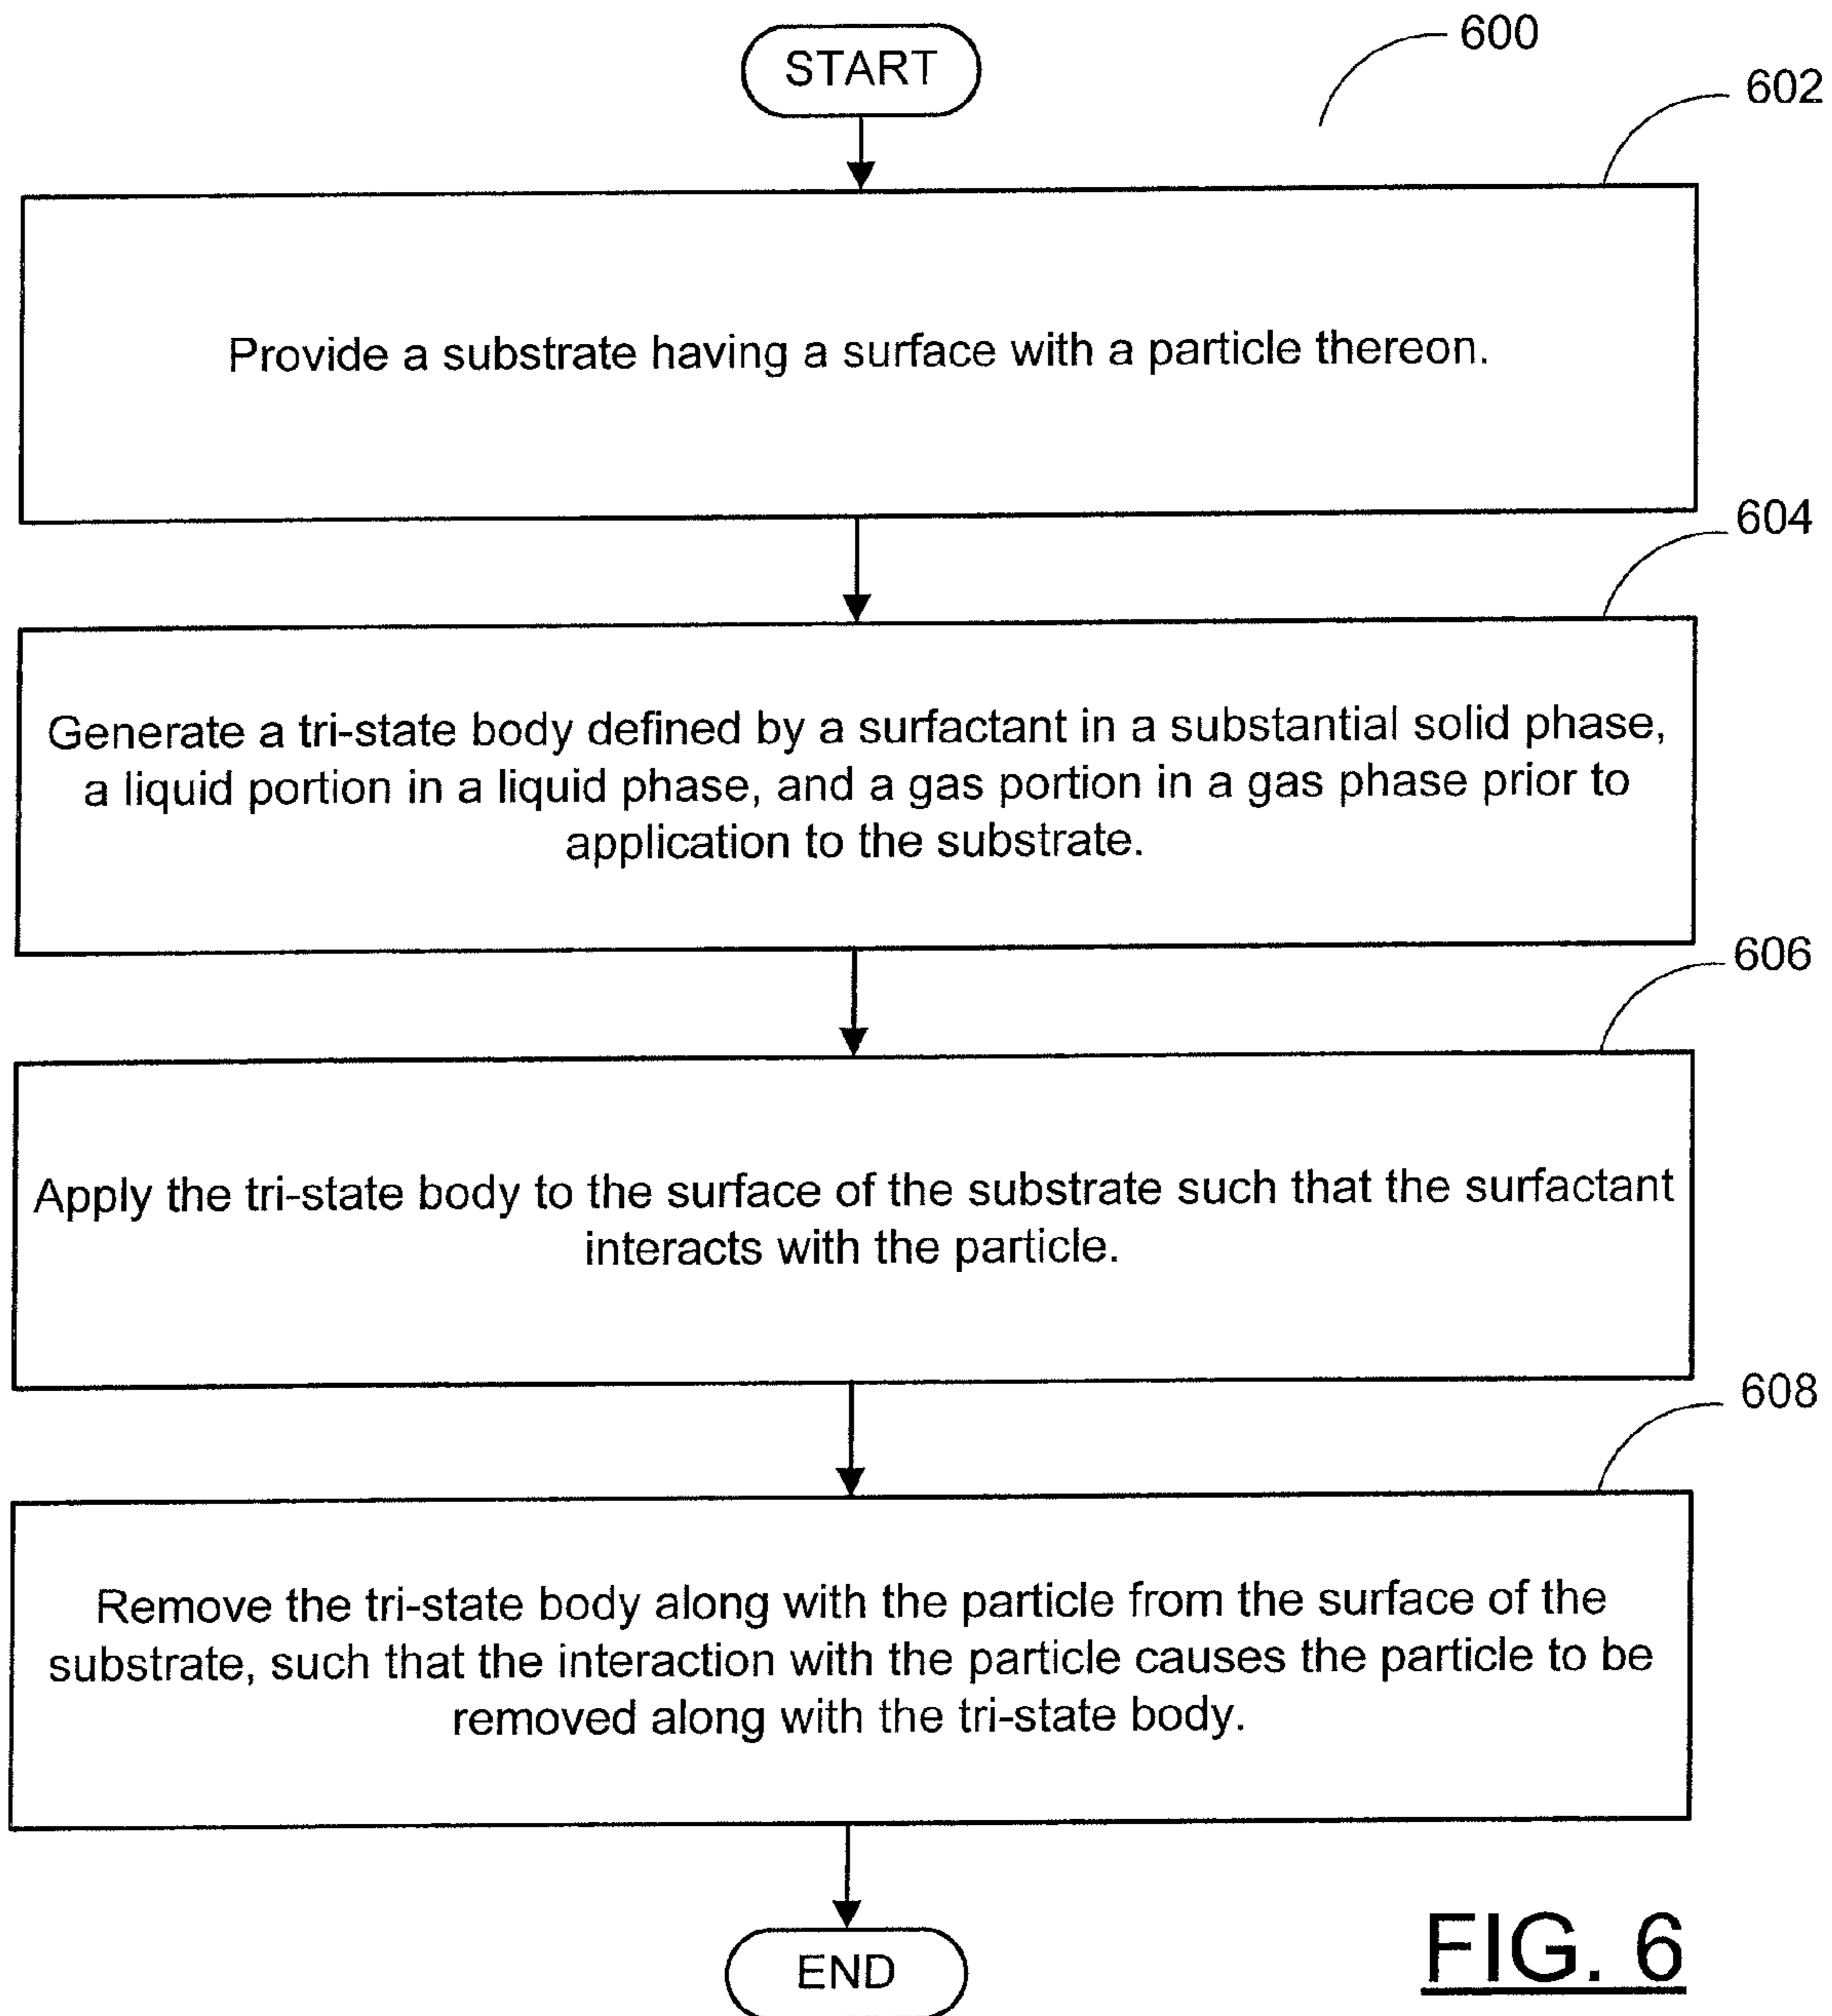 START
600
602
Provide a substrate having a surface with a particle thereon.
604
Generate a tri-state body defined by a surfactant in a substantial solid phase,
a liquid portion in a liquid phase, and a gas portion in a gas phase prior to
application to the substrate.
606
Apply the tri-state body to the surface of the substrate such that the surfactant
interacts with the particle.
608
Remove the tri-state body along with the particle from the surface of the
substrate, such that the interaction with the particle causes the particle to be
removed along with the tri-state body.
END
FIG. 6